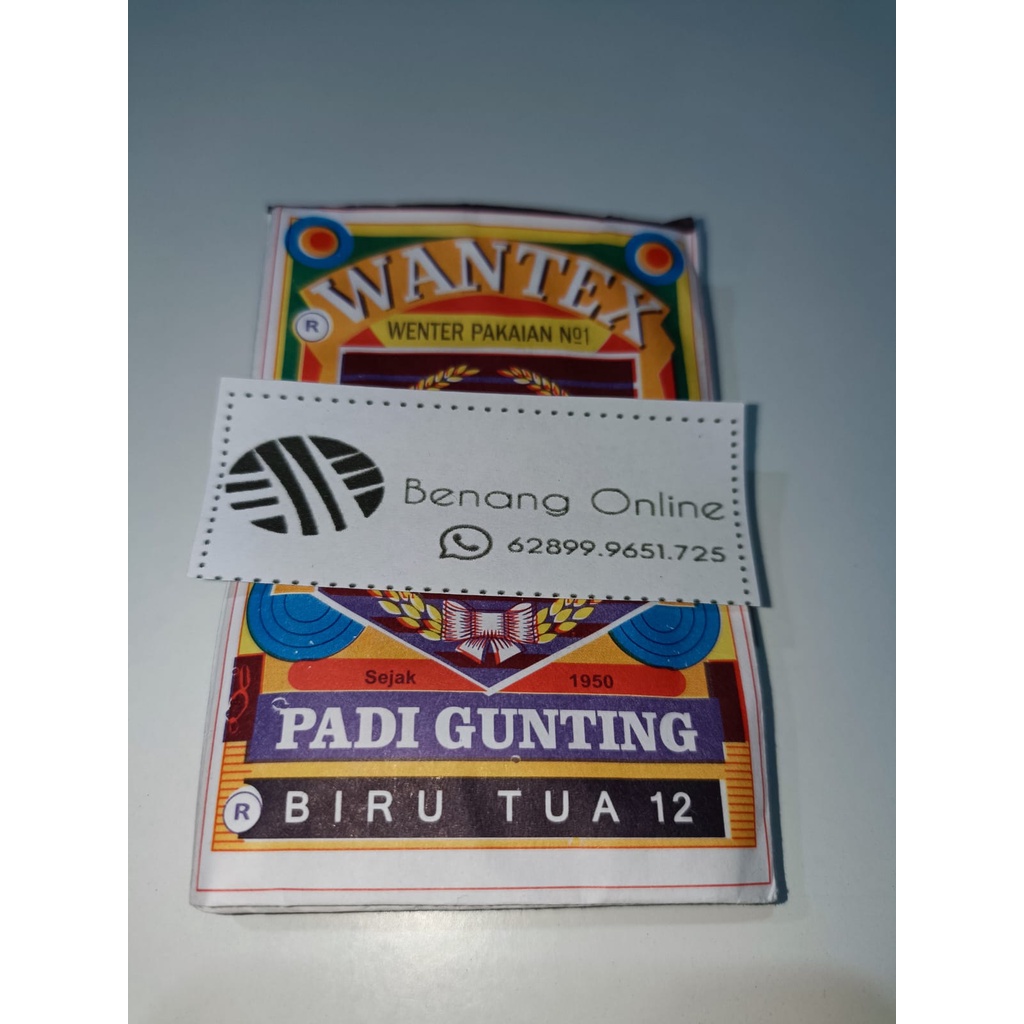 WANTEX
R
WENTER PAKAIAN Nº1
Benang Online
62899.9651.725
Sejak 1950
PADI GUNTING
R BIRU TUA 12